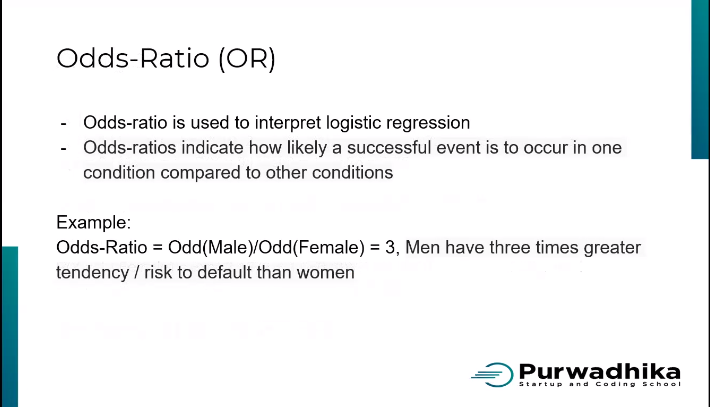 Odds-Ratio (OR)
- Odds-ratio is used to interpret logistic regression
- Odds-ratios indicate how likely a successful event is to occur in one
condition compared to other conditions
Example:
Odds-Ratio = Odd(Male)/Odd(Female) = 3, Men have three times greater
tendency / risk to default than women
Purwadhika
Startup and Coding School